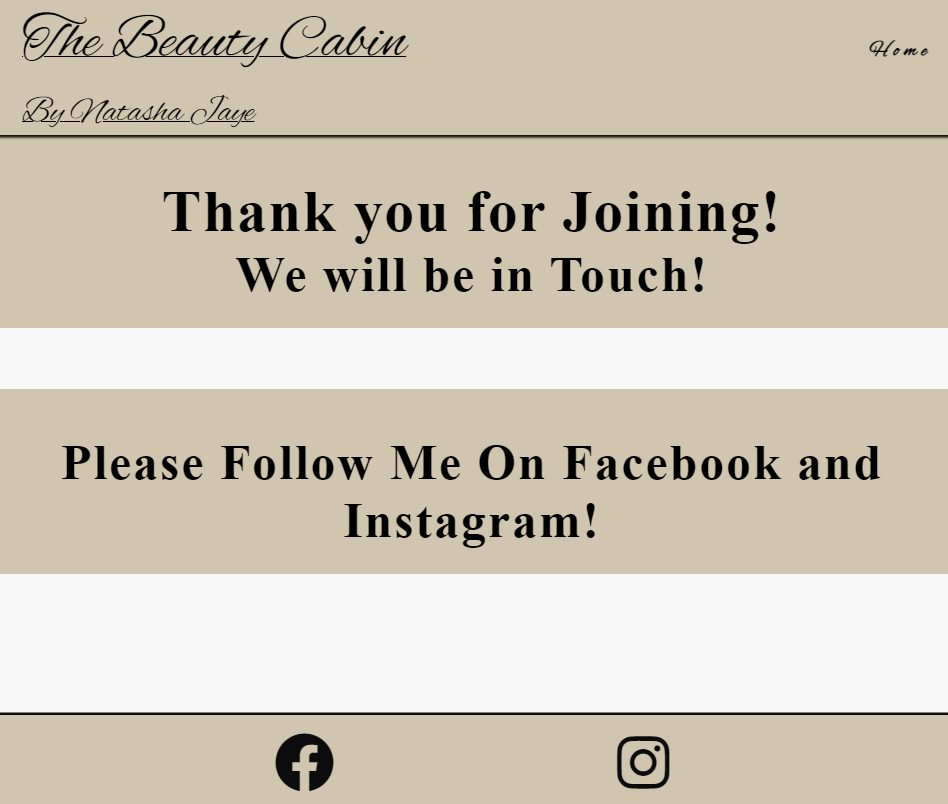 The Beauty Cabin
Home
By Natasha Jaye
Thank you for Joining!
We will be in Touch!
Please Follow Me On Facebook and
Instagram!